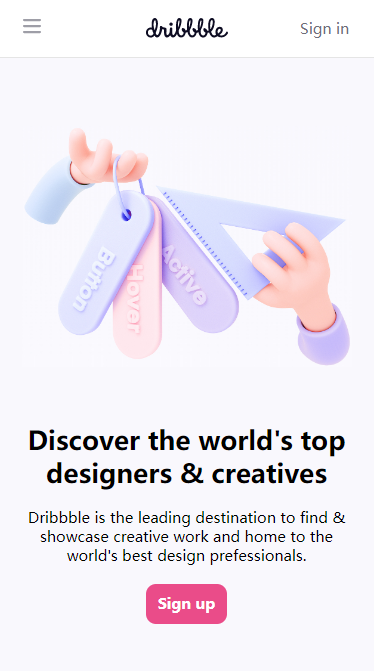 dribbble
Sign in
Button
Hover
Active
Discover the world's top
designers & creatives
Dribbble is the leading destination to find &
showcase creative work and home to the
world's best design prefessionals.
Sign up